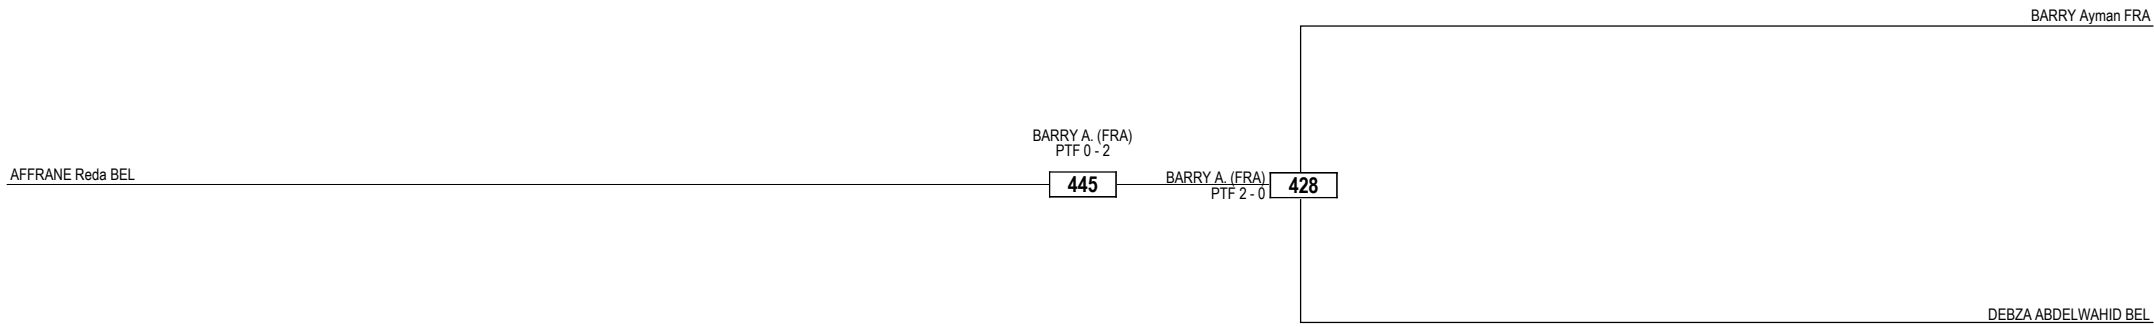 BARRY Ayman FRA
BARRY A. (FRA)
PTF 0 - 2
AFFRANE Reda BEL
445
BARRY A. (FRA)
PTF 2 - 0
428
DEBZA ABDELWAHID BEL